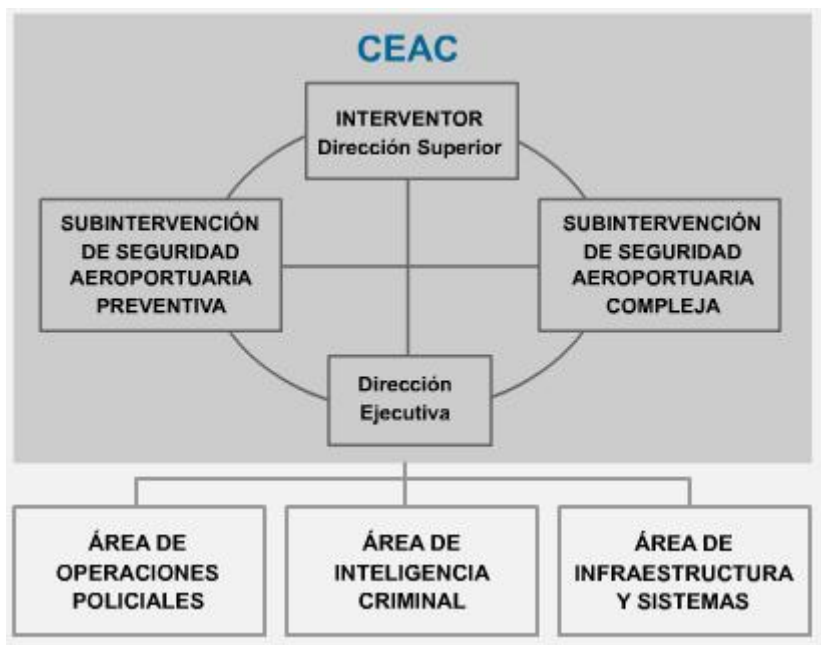 CEAC
INTERVENTOR
Dirección Superior
SUBINTERVENCIÓN
DE SEGURIDAD
AEROPORTUARIA
PREVENTIVA
SUBINTERVENCIÓN
DE SEGURIDAD
AEROPORTUARIA
COMPLEJA
Dirección
Ejecutiva
ÁREA DE
OPERACIONES
POLICIALES
ÁREA DE
INTELIGENCIA
CRIMINAL
ÁREA DE
INFRAESTRUCTURA
Y SISTEMAS